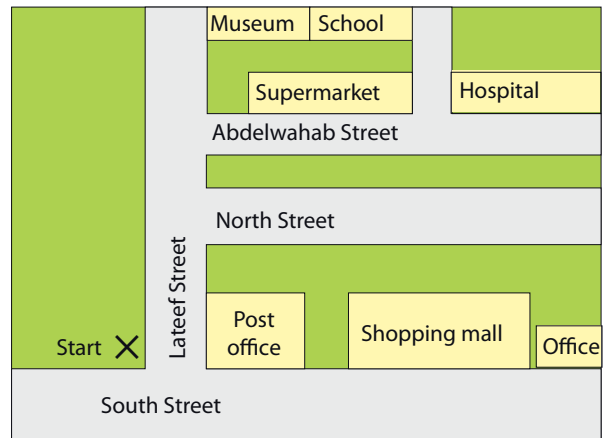 Museum
School
Supermarket
Hospital
Abdelwahab Street
North Street
Lateef Street
Post
office
Shopping mall
Office
Start
South Street